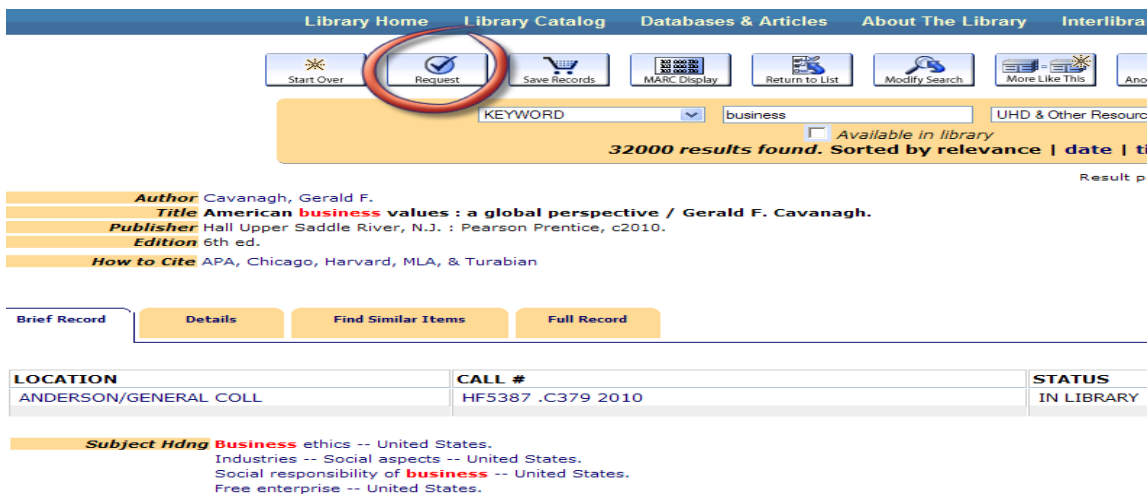 Library Home Library Catalog Databases & Articles About The Library Interlibra
Start Over Request Save Records MARC Display Return to List Modify Search More Like This Ano
KEYWORD business UHD & Other Resourc
Available in library
32000 results found. Sorted by relevance | date | ti
Result p
Author Cavanagh, Gerald F.
Title American business values : a global perspective / Gerald F. Cavanagh.
Publisher Hall Upper Saddle River, N.J. : Pearson Prentice, c2010.
Edition 6th ed.
How to Cite APA, Chicago, Harvard, MLA, & Turabian
Brief Record Details Find Similar Items Full Record
LOCATION CALL # STATUS
ANDERSON/GENERAL COLL HF5387 .C379 2010 IN LIBRARY
Subject Hdng Business ethics -- United States.
Industries -- Social aspects -- United States.
Social responsibility of business -- United States.
Free enterprise -- United States.